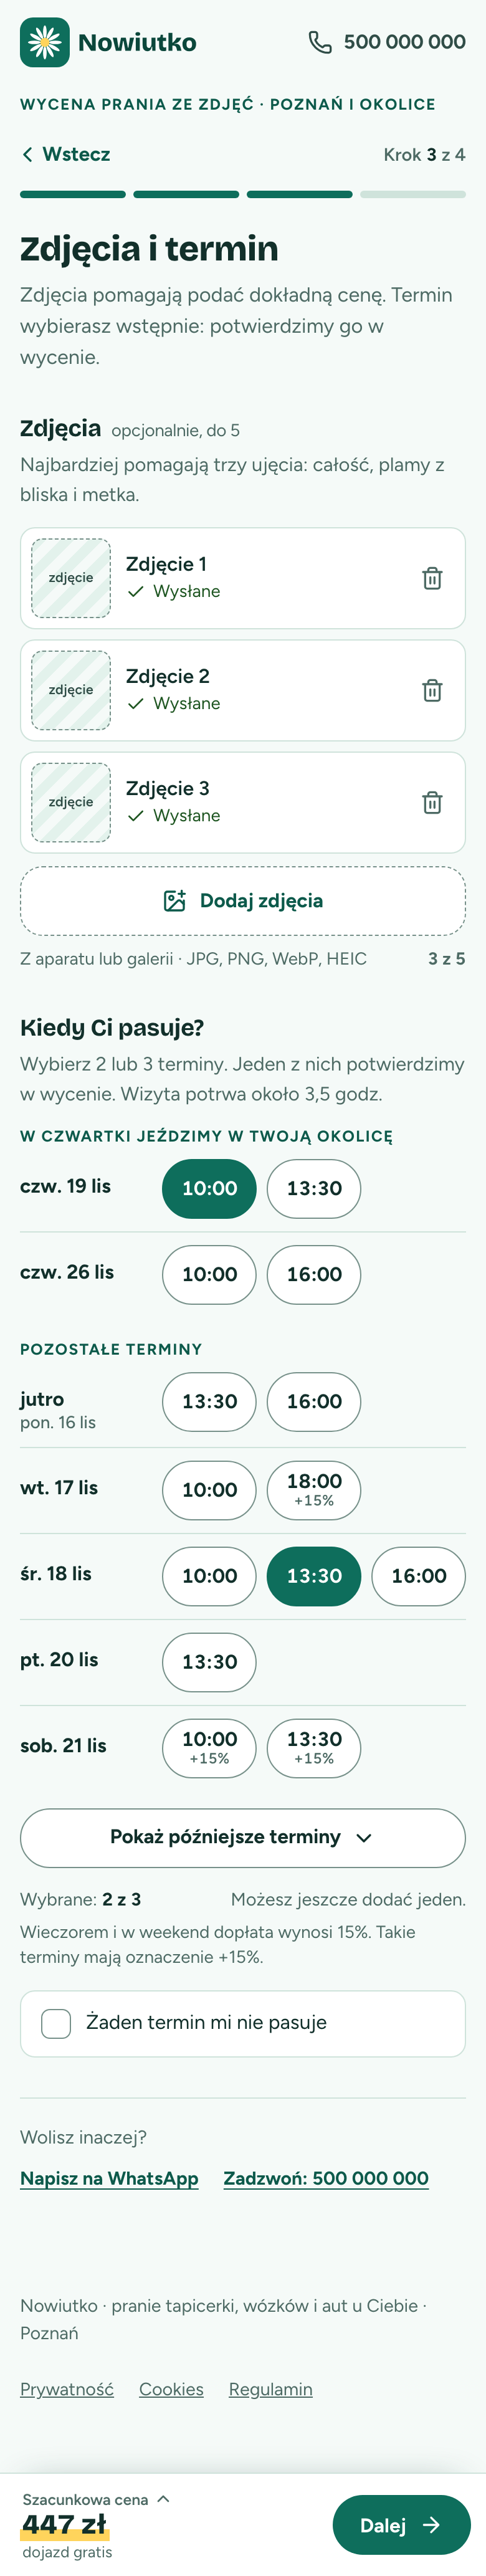 Nowiutko
500 000 000
WYCENA PRANIA ZE ZDJĘĆ · POZNAŃ I OKOLICE
Wstecz
Krok 3 z 4
Zdjęcia i termin
Zdjęcia pomagają podać dokładną cenę. Termin
wybierasz wstępnie: potwierdzimy go w
wycenie.
Zdjęcia opcjonalnie, do 5
Najbardziej pomagają trzy ujęcia: całość, plamy z
bliska i metka.
zdjęcie
Zdjęcie 1
Wysłane
zdjęcie
Zdjęcie 2
Wysłane
zdjęcie
Zdjęcie 3
Wysłane
Dodaj zdjęcia
Z aparatu lub galerii · JPG, PNG, WebP, HEIC
3 z 5
Kiedy Ci pasuje?
Wybierz 2 lub 3 terminy. Jeden z nich potwierdzimy
w wycenie. Wizyta potrwa około 3,5 godz.
W CZWARTKI JEŹDZIMY W TWOJĄ OKOLICĘ
czw. 19 lis
10:00
13:30
czw. 26 lis
10:00
16:00
POZOSTAŁE TERMINY
jutro
pon. 16 lis
13:30
16:00
wt. 17 lis
10:00
18:00
+15%
śr. 18 lis
10:00
13:30
16:00
pt. 20 lis
13:30
sob. 21 lis
10:00
+15%
13:30
+15%
Pokaż późniejsze terminy
Wybrane: 2 z 3
Możesz jeszcze dodać jeden.
Wieczorem i w weekend dopłata wynosi 15%. Takie
terminy mają oznaczenie +15%.
Żaden termin mi nie pasuje
Wolisz inaczej?
Napisz na WhatsApp
Zadzwoń: 500 000 000
Nowiutko · pranie tapicerki, wózków i aut u Ciebie ·
Poznań
Prywatność
Cookies
Regulamin
Szacunkowa cena
447 zł
dojazd gratis
Dalej